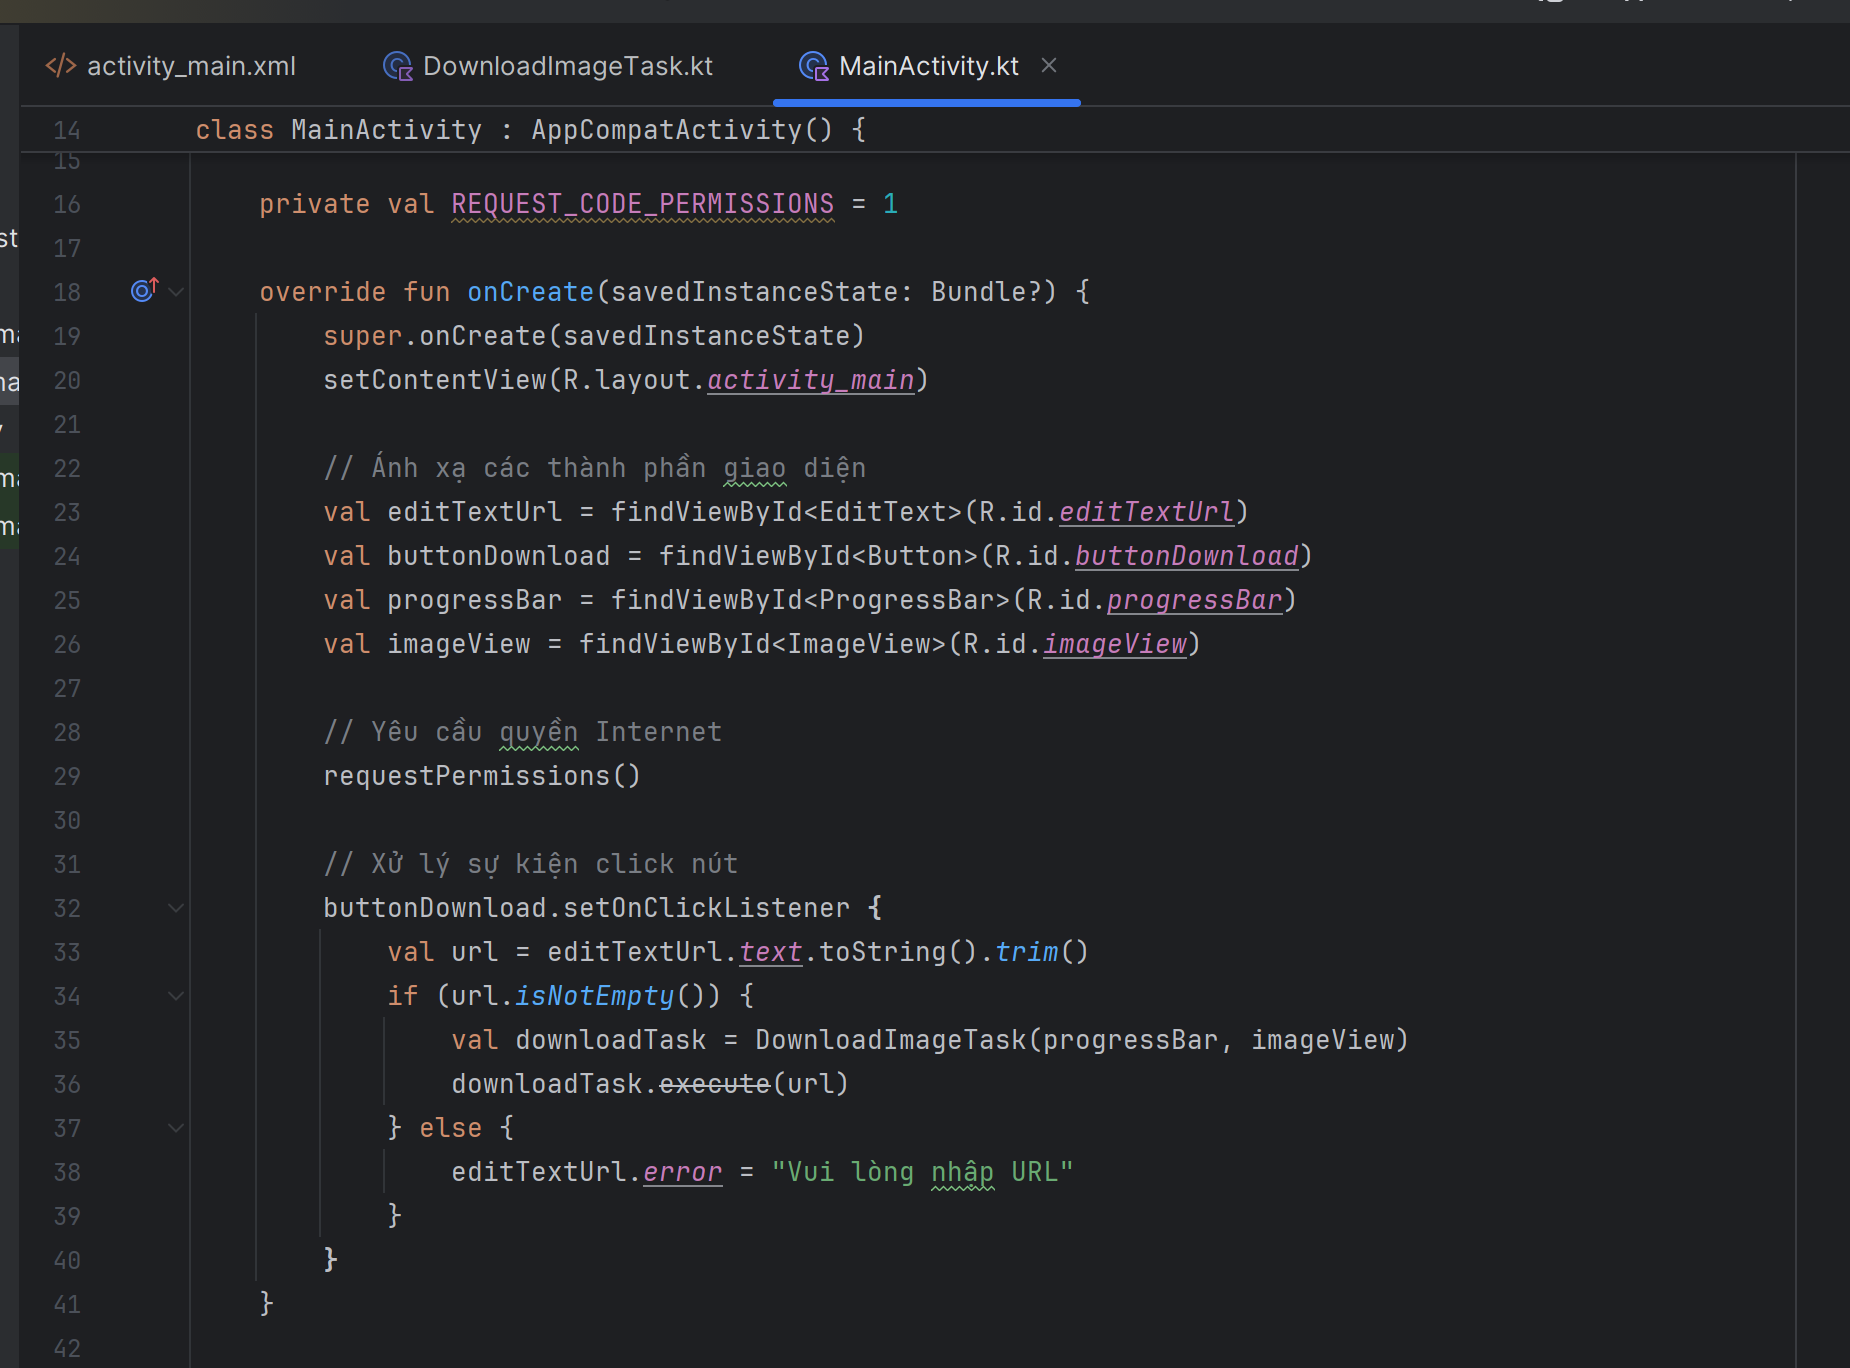 activity_main.xml
DownloadImageTask.kt
MainActivity.kt
14 class MainActivity : AppCompatActivity() {
15
16 private val REQUEST_CODE_PERMISSIONS = 1
17
18 override fun onCreate(savedInstanceState: Bundle?) {
19 super.onCreate(savedInstanceState)
20 setContentView(R.layout.activity_main)
21
22 // Ánh xạ các thành phần giao diện
23 val editTextUrl = findViewById<EditText>(R.id.editTextUrl)
24 val buttonDownload = findViewById<Button>(R.id.buttonDownload)
25 val progressBar = findViewById<ProgressBar>(R.id.progressBar)
26 val imageView = findViewById<ImageView>(R.id.imageView)
27
28 // Yêu cầu quyền Internet
29 requestPermissions()
30
31 // Xử lý sự kiện click nút
32 buttonDownload.setOnClickListener {
33 val url = editTextUrl.text.toString().trim()
34 if (url.isNotEmpty()) {
35 val downloadTask = DownloadImageTask(progressBar, imageView)
36 downloadTask.execute(url)
37 } else {
38 editTextUrl.error = "Vui lòng nhập URL"
39 }
40 }
41 }
42